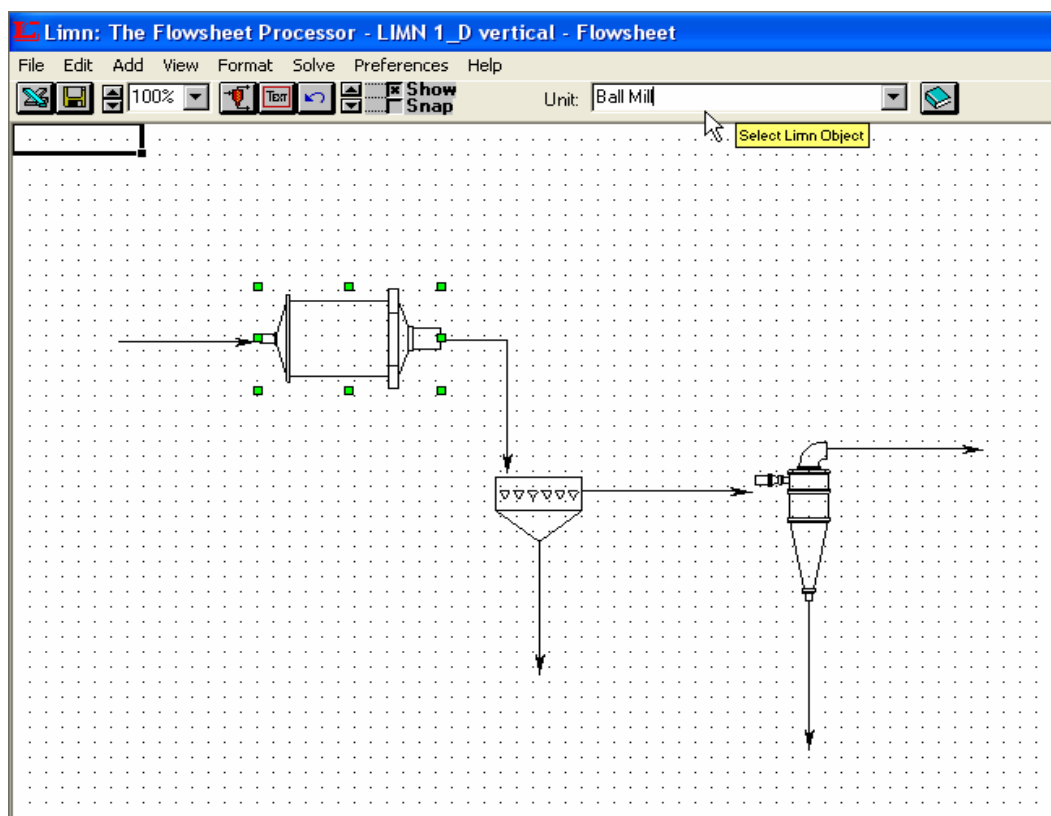 Limn: The Flowsheet Processor - LIMN 1_D vertical - Flowsheet
File Edit Add View Format Solve Preferences Help
100% Text Show
Snap
Unit: Ball Mill
Select Limn Object